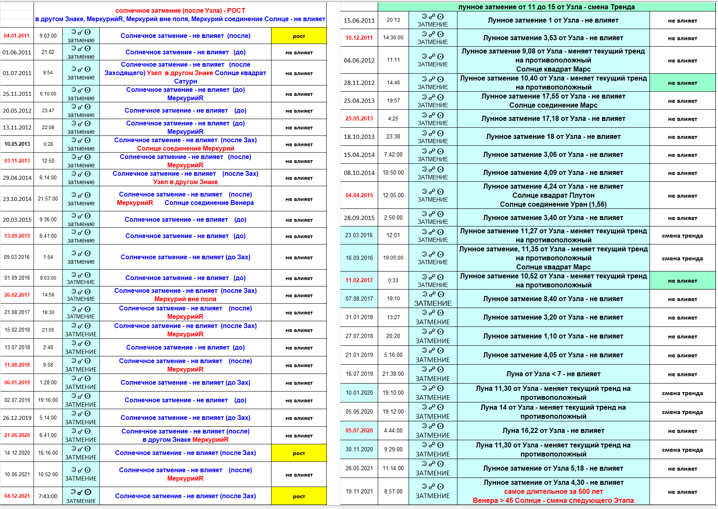 солнечное затмение (после Узла) - РОСТ
в другом Знаке, МеркурийR, Меркурий вне поля, Меркурий соединение Солнце - не влияет
04.01.2011 9:03:00 ЗАТМЕНИЕ Солнечное затмение - не влияет (после) рост
01.06.2011 21:02 затмение Солнечное затмение - не влияет (до) не влияет
01.07.2011 8:54 ЗАТМЕНИЕ Солнечное затмение - не влияет (после
Заходящего) Узел в другом Знаке Солнце квадрат
Сатурн не влияет
25.11.2011 6:10:00 ЗАТМЕНИЕ Солнечное затмение - не влияет (до)
МеркурийR не влияет
20.05.2012 23:47 ЗАТМЕНИЕ Солнечное затмение - не влияет (до) не влияет
13.11.2012 22:08 ЗАТМЕНИЕ Солнечное затмение - не влияет (до)
МеркурийR не влияет
10.05.2013 0:28 ЗАТМЕНИЕ Солнечное затмение - не влияет (после Зах)
Солнце соединение Меркурий не влияет
03.11.2013 12:50 ЗАТМЕНИЕ Солнечное затмение - не влияет (после)
МеркурийR не влияет
29.04.2014 6:14:00 ЗАТМЕНИЕ Солнечное затмение - не влияет (после Зах)
Узел в другом Знаке не влияет
23.10.2014 21:57:00 ЗАТМЕНИЕ Солнечное затмение - не влияет (после)
МеркурийR Солнце соединение Венера не влияет
20.03.2015 9:36:00 затмение Солнечное затмение - не влияет (до) не влияет
13.09.2015 6:41:00 затмение Солнечное затмение - не влияет (до) не влияет
09.03.2016 1:54 затмение Солнечное затмение - не влияет (до Зах) не влияет
01.09.2016 9:03:00 ЗАТМЕНИЕ Солнечное затмение - не влияет (до) не влияет
26.02.2017 14:58 ЗАТМЕНИЕ Солнечное затмение - не влияет (после Зах)
Меркурий вне поля не влияет
21.08.2017 18:30 ЗАТМЕНИЕ Солнечное затмение - не влияет (после)
МеркурийR не влияет
15.02.2018 21:05 ЗАТМЕНИЕ Солнечное затмение - не влияет (до Зах) не влияет
13.07.2018 2:48 ЗАТМЕНИЕ Солнечное затмение - не влияет (до) не влияет
11.08.2018 9:58 ЗАТМЕНИЕ Солнечное затмение - не влияет (после)
МеркурийR не влияет
06.01.2019 1:28:00 ЗАТМЕНИЕ Солнечное затмение - не влияет (до Зах) не влияет
02.07.2019 19:16:00 ЗАТМЕНИЕ Солнечное затмение - не влияет (до) не влияет
26.12.2019 5:14:00 ЗАТМЕНИЕ Солнечное затмение - не влияет (до Зах) не влияет
21.06.2020 6:41:00 ЗАТМЕНИЕ Солнечное затмение - не влияет (после)
в другом Знаке МеркурийR не влияет
14.12.2020 16:16:00 ЗАТМЕНИЕ Солнечное затмение - не влияет (после Зах) рост
10.06.2021 10:52:00 ЗАТМЕНИЕ Солнечное затмение - не влияет (после)
МеркурийR не влияет
04.12.2021 7:43:00 ЗАТМЕНИЕ Солнечное затмение - не влияет (после Зах) рост
лунное затмение от 11 до 15 от Узла - смена Тренда
15.06.2011 20:13 ЗАТМЕНИЕ Лунное затмение 1 от Узла - не влияет не влияет
10.12.2011 14:36:00 ЗАТМЕНИЕ Лунное затмение 3,53 от Узла - не влияет не влияет
04.06.2012 11:11 ЗАТМЕНИЕ Лунное затмение 9,08 от Узла - меняет текущий тренд
на противоположный
Солнце квадрат Марс не влияет
28.11.2012 14:46 ЗАТМЕНИЕ Лунное затмение 10,40 от Узла - меняет текущий тренд
на противоположный не влияет
25.04.2013 19:57 ЗАТМЕНИЕ Лунное затмение 17,55 от Узла - не влияет
Солнце соединение Марс не влияет
25.05.2013 4:25 ЗАТМЕНИЕ Лунное затмение 17,18 от Узла - не влияет не влияет
18.10.2013 23:38 ЗАТМЕНИЕ Лунное затмение 18 от Узла - не влияет не влияет
15.04.2014 7:42:00 ЗАТМЕНИЕ Лунное затмение 3,06 от Узла - не влияет не влияет
08.10.2014 10:50:00 ЗАТМЕНИЕ Лунное затмение 4,09 от Узла - не влияет не влияет
04.04.2015 12:05:00 ЗАТМЕНИЕ Лунное затмение 4,24 от Узла - не влияет
Солнце квадрат Плутон
Солнце соединение Уран (1,56) не влияет
28.09.2015 2:50:00 ЗАТМЕНИЕ Лунное затмение 3,40 от Узла - не влияет не влияет
23.03.2016 12:01 ЗАТМЕНИЕ Лунное затмение 11,27 от Узла - меняет текущий тренд
на противоположный смена тренда
16.09.2016 19:05:00 ЗАТМЕНИЕ Лунное затмение, 11,35 от Узла - меняет текущий тренд
на противоположный
Солнце квадрат Марс смена тренда
11.02.2017 0:33 ЗАТМЕНИЕ Лунное затмение 10,52 от Узла - меняет текущий тренд на
противоположный не влияет
07.08.2017 18:10 ЗАТМЕНИЕ Лунное затмение 8,40 от Узла - не влияет не влияет
31.01.2018 13:27 ЗАТМЕНИЕ Лунное затмение 3,20 от Узла - не влияет не влияет
27.07.2018 20:20 ЗАТМЕНИЕ Лунное затмение 1,10 от Узла - не влияет не влияет
21.01.2019 5:16:00 ЗАТМЕНИЕ Лунное затмение 4,05 от Узла - не влияет не влияет
16.07.2019 21:38:00 ЗАТМЕНИЕ Луна от Узла < 7 - не влияет не влияет
10.01.2020 19:10:00 ЗАТМЕНИЕ Луна 11,30 от Узла - меняет текущий тренд на
противоположный смена тренда
05.06.2020 19:12:00 ЗАТМЕНИЕ Луна 14 от Узла - меняет текущий тренд на
противоположный смена тренда
05.07.2020 4:44:00 ЗАТМЕНИЕ Луна 16,22 от Узла - не влияет не влияет
30.11.2020 9:29:00 ЗАТМЕНИЕ Луна 11,30 от Узла - меняет текущий тренд на
противоположный смена тренда
26.05.2021 11:14:00 ЗАТМЕНИЕ Лунное затмение от Узла 5,18 - не влияет не влияет
19.11.2021 8:57:00 ЗАТМЕНИЕ Лунное затмение от Узла 4,30 - не влияет
самое длительное за 500 лет
Венера > 45 Солнце - смена следующего Этапа не влияет